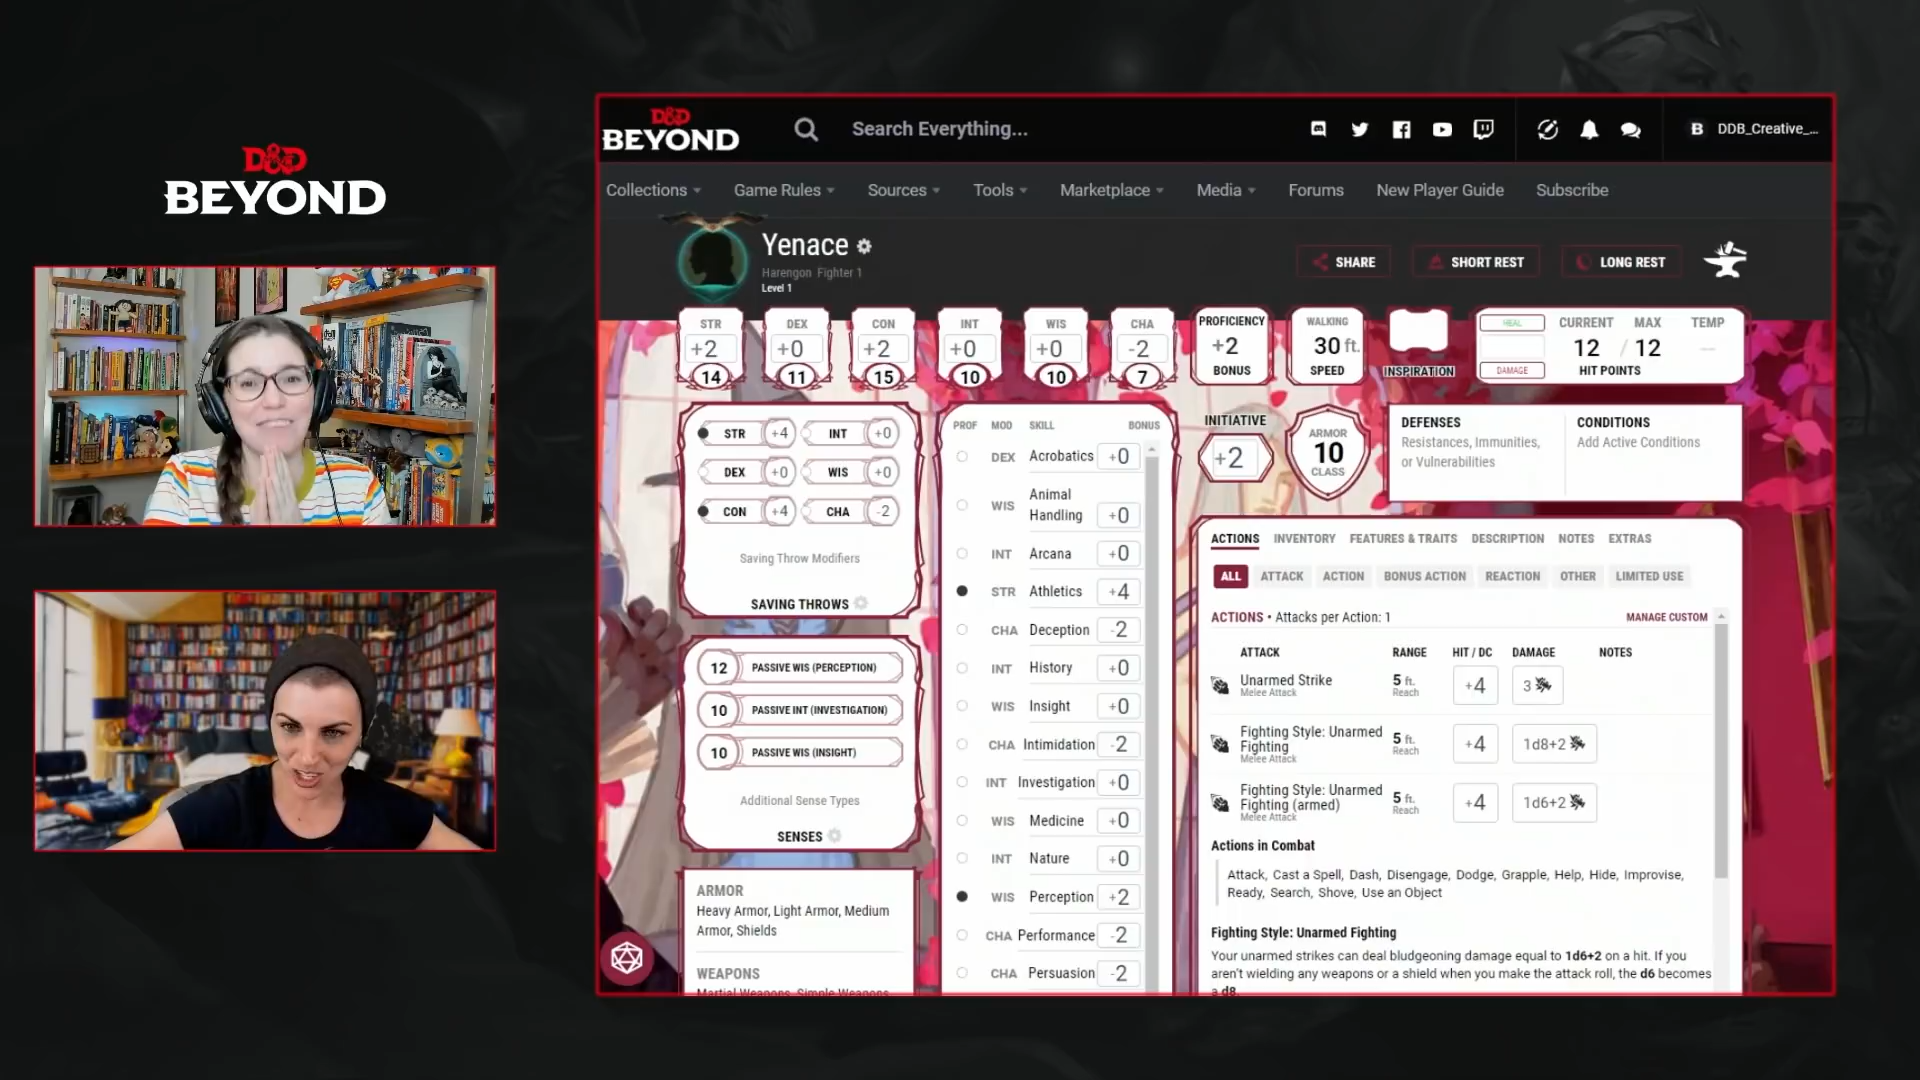 D&D
BEYOND
D&D
BEYOND
Search Everything...
B DDB_Creative_...
Collections Game Rules Sources Tools Marketplace Media Forums New Player Guide Subscribe
Yenace
Harengon Fighter 1
Level 1
SHARE SHORT REST LONG REST
STR
+2
14
DEX
+0
11
CON
+2
15
INT
+0
10
WIS
+0
10
CHA
-2
7
PROFICIENCY
+2
BONUS
WALKING
30 ft.
SPEED
INSPIRATION
HEAL
DAMAGE
CURRENT MAX TEMP
12 / 12 --
HIT POINTS
STR +4 INT +0
DEX +0 WIS +0
CON +4 CHA -2
Saving Throw Modifiers
SAVING THROWS
12 PASSIVE WIS (PERCEPTION)
10 PASSIVE INT (INVESTIGATION)
10 PASSIVE WIS (INSIGHT)
Additional Sense Types
SENSES
ARMOR
Heavy Armor, Light Armor, Medium
Armor, Shields
WEAPONS
Martial Weapons, Simple Weapons
PROF MOD SKILL BONUS
DEX Acrobatics +0
WIS Animal
Handling +0
INT Arcana +0
STR Athletics +4
CHA Deception -2
INT History +0
WIS Insight +0
CHA Intimidation -2
INT Investigation +0
WIS Medicine +0
INT Nature +0
WIS Perception +2
CHA Performance -2
CHA Persuasion -2
INITIATIVE
+2
ARMOR
10
CLASS
DEFENSES
Resistances, Immunities,
or Vulnerabilities
CONDITIONS
Add Active Conditions
ACTIONS INVENTORY FEATURES & TRAITS DESCRIPTION NOTES EXTRAS
ALL ATTACK ACTION BONUS ACTION REACTION OTHER LIMITED USE
ACTIONS • Attacks per Action: 1 MANAGE CUSTOM
ATTACK RANGE HIT / DC DAMAGE NOTES
Unarmed Strike
Melee Attack
5 ft.
Reach
+4
3
Fighting Style: Unarmed
Fighting
Melee Attack
5 ft.
Reach
+4
1d8+2
Fighting Style: Unarmed
Fighting (armed)
Melee Attack
5 ft.
Reach
+4
1d6+2
Actions in Combat
Attack, Cast a Spell, Dash, Disengage, Dodge, Grapple, Help, Hide, Improvise,
Ready, Search, Shove, Use an Object
Fighting Style: Unarmed Fighting
Your unarmed strikes can deal bludgeoning damage equal to 1d6+2 on a hit. If you
aren't wielding any weapons or a shield when you make the attack roll, the d6 becomes
a d8.